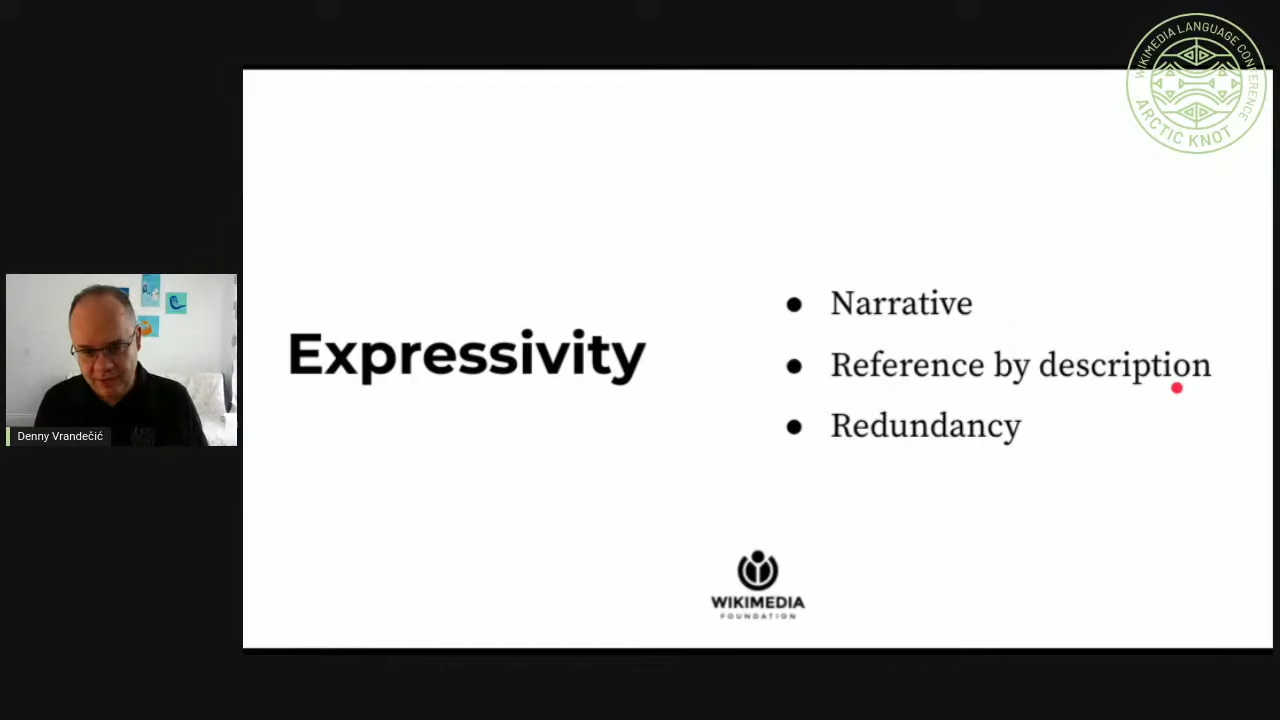 WIKIMEDIA LANGUAGE CONFERENCE
ARCTIC KNOT
Expressivity
● Narrative
● Reference by description
● Redundancy
Denny Vrandečić
WIKIMEDIA
FOUNDATION